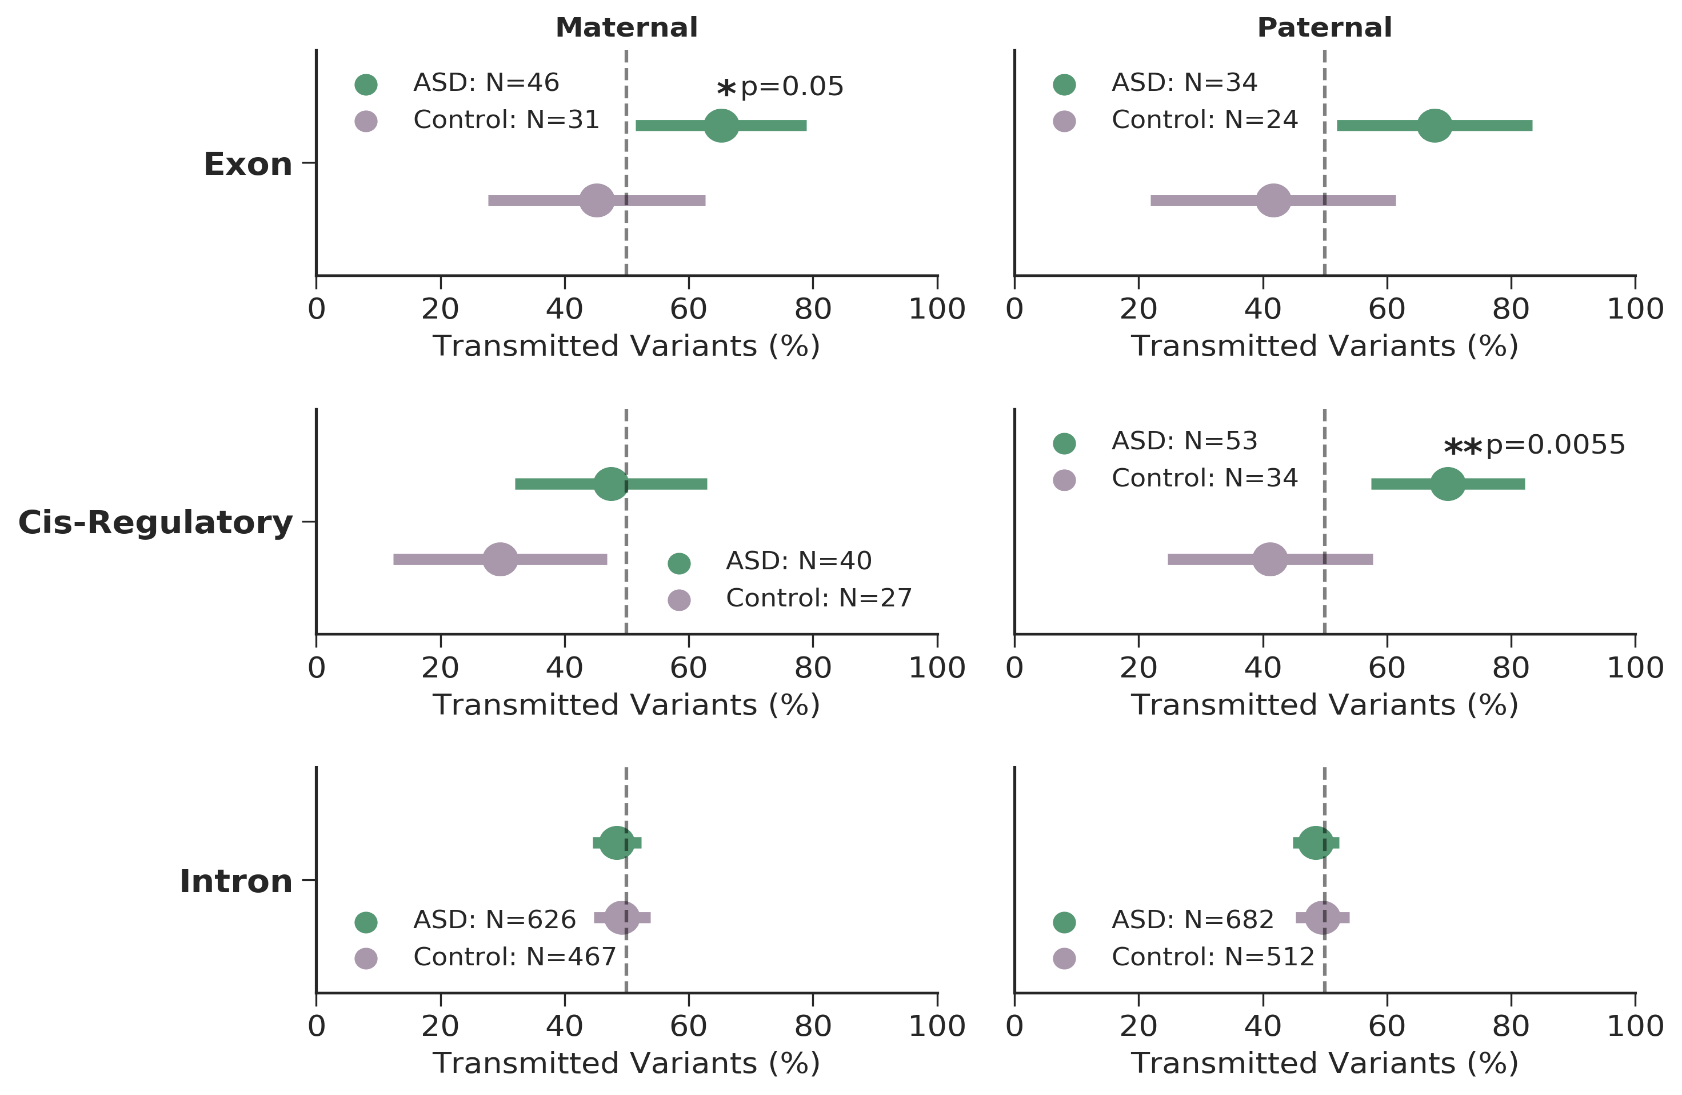 Maternal
Paternal
ASD: N=46
Control: N=31
*p=0.05
ASD: N=34
Control: N=24
Exon
0 20 40 60 80 100
Transmitted Variants (%)
0 20 40 60 80 100
Transmitted Variants (%)
Cis-Regulatory
ASD: N=40
Control: N=27
ASD: N=53
Control: N=34
**p=0.0055
0 20 40 60 80 100
Transmitted Variants (%)
0 20 40 60 80 100
Transmitted Variants (%)
Intron
ASD: N=626
Control: N=467
ASD: N=682
Control: N=512
0 20 40 60 80 100
Transmitted Variants (%)
0 20 40 60 80 100
Transmitted Variants (%)